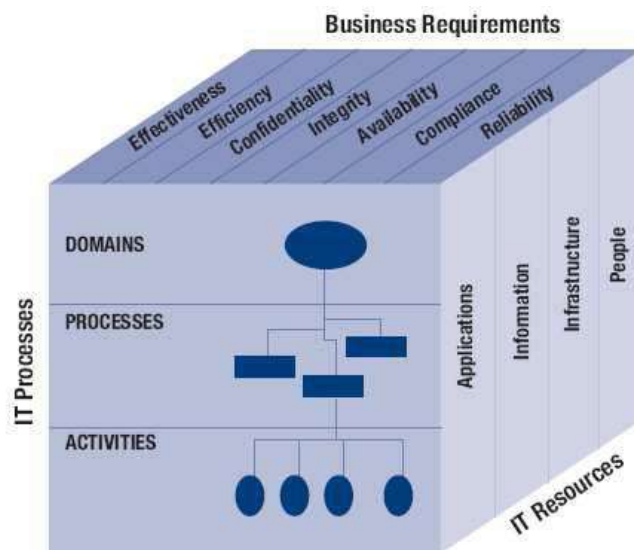 Business Requirements
Effectiveness
Efficiency
Confidentiality
Integrity
Availability
Compliance
Reliability
DOMAINS
PROCESSES
ACTIVITIES
IT Processes
Applications
Information
Infrastructure
People
IT Resources